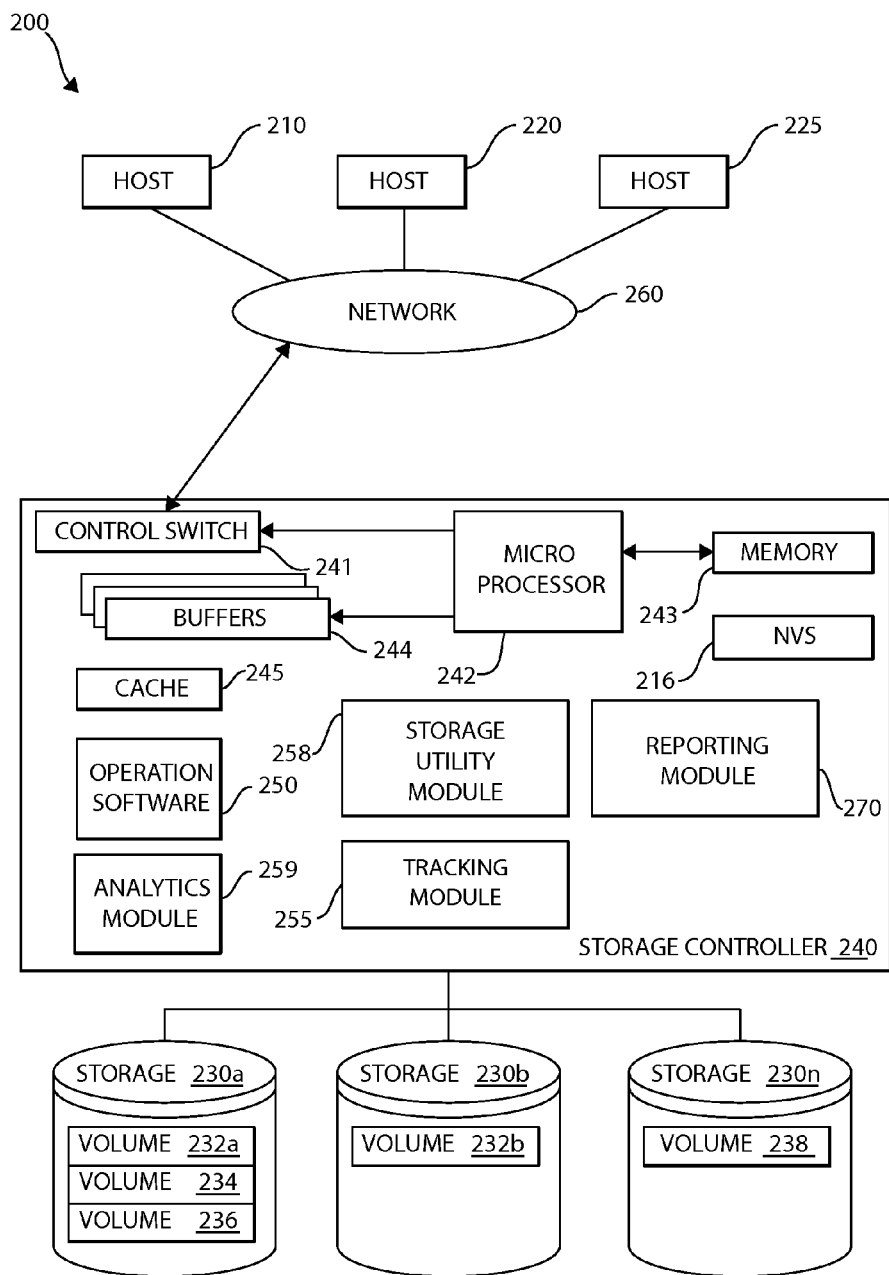 200
210
220
225
HOST
HOST
HOST
NETWORK
260
CONTROL SWITCH
241
MICRO
PROCESSOR
242
MEMORY
243
BUFFERS
244
NVS
216
CACHE
245
OPERATION
SOFTWARE
250
258
STORAGE
UTILITY
MODULE
REPORTING
MODULE
270
ANALYTICS
MODULE
259
255
TRACKING
MODULE
STORAGE CONTROLLER 240
STORAGE 230a
VOLUME 232a
VOLUME 234
VOLUME 236
STORAGE 230b
VOLUME 232b
STORAGE 230n
VOLUME 238